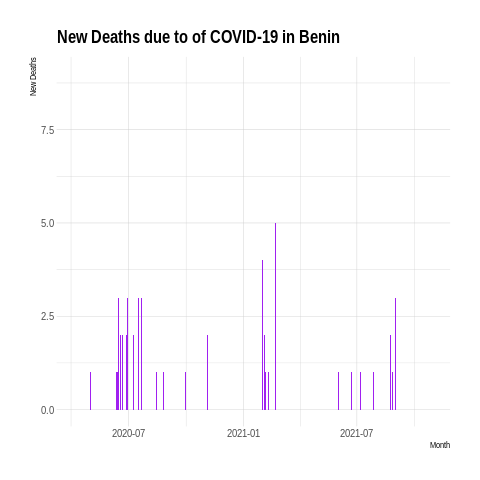 New Deaths due to of COVID-19 in Benin
New Deaths
7.5
5.0
2.5
0.0
2020-07
2021-01
2021-07
Month